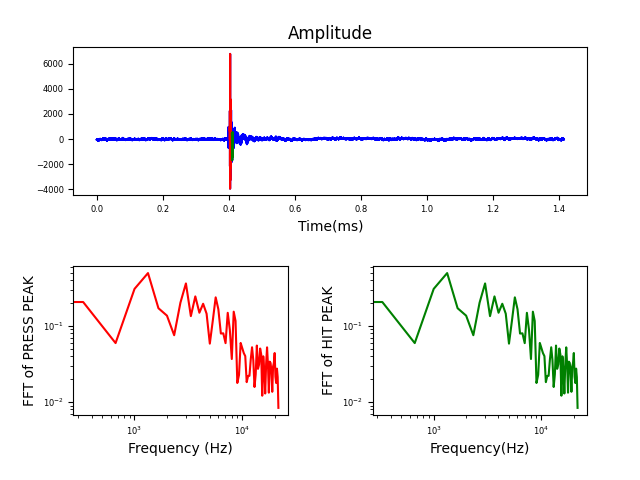 Amplitude
6000
4000
2000
0
−2000
−4000
0.0 0.2 0.4 0.6 0.8 1.0 1.2 1.4
Time(ms)
FFT of PRESS PEAK
10⁻¹
10⁻²
10³ 10⁴
Frequency (Hz)
FFT of HIT PEAK
10⁻¹
10⁻²
10³ 10⁴
Frequency(Hz)